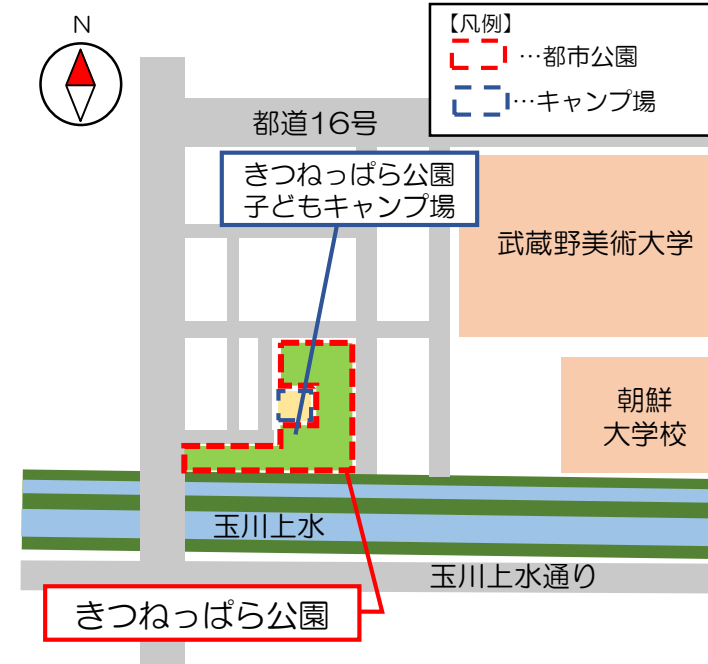 N
【凡例】
…都市公園
…キャンプ場
都道16号
きつねっぱら公園
子どもキャンプ場
武蔵野美術大学
朝鮮
大学校
玉川上水
玉川上水通り
きつねっぱら公園